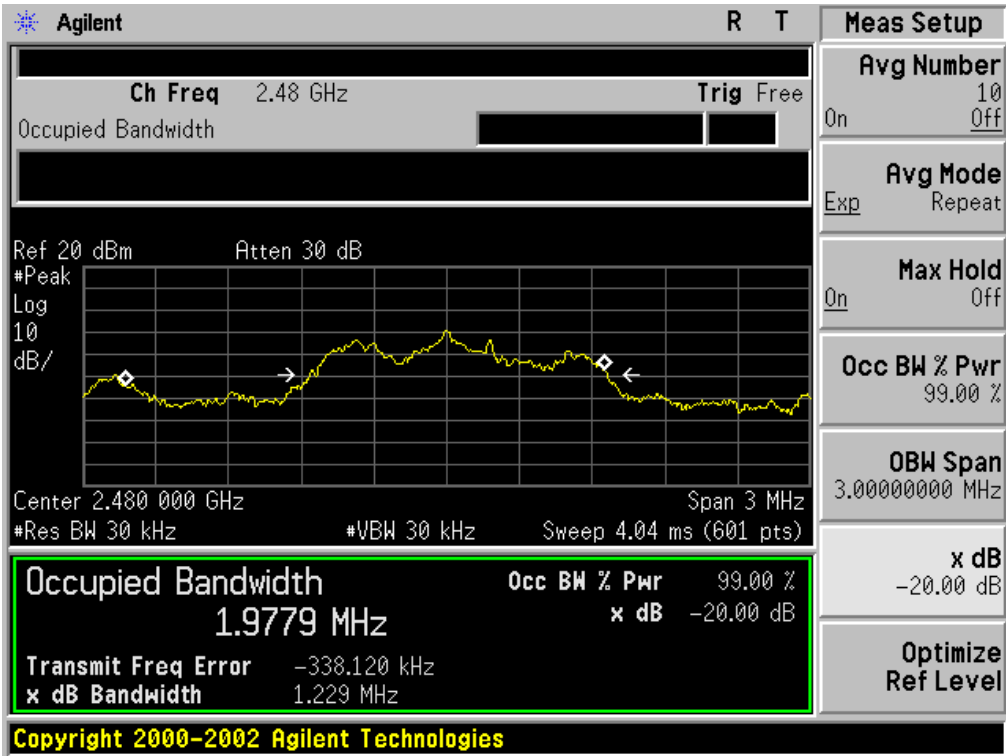 Agilent R T
Ch Freq 2.48 GHz Trig Free
Occupied Bandwidth
Ref 20 dBm Atten 30 dB
#Peak
Log
10
dB/
Center 2.480 000 GHz Span 3 MHz
#Res BW 30 kHz #VBW 30 kHz Sweep 4.04 ms (601 pts)
Occupied Bandwidth
1.9779 MHz
Occ BW % Pwr 99.00 %
x dB -20.00 dB
Transmit Freq Error -338.120 kHz
x dB Bandwidth 1.229 MHz
Copyright 2000-2002 Agilent Technologies
Meas Setup
Avg Number
10
On Off
Avg Mode
Exp Repeat
Max Hold
On Off
Occ BW % Pwr
99.00 %
OBW Span
3.00000000 MHz
x dB
-20.00 dB
Optimize
Ref Level